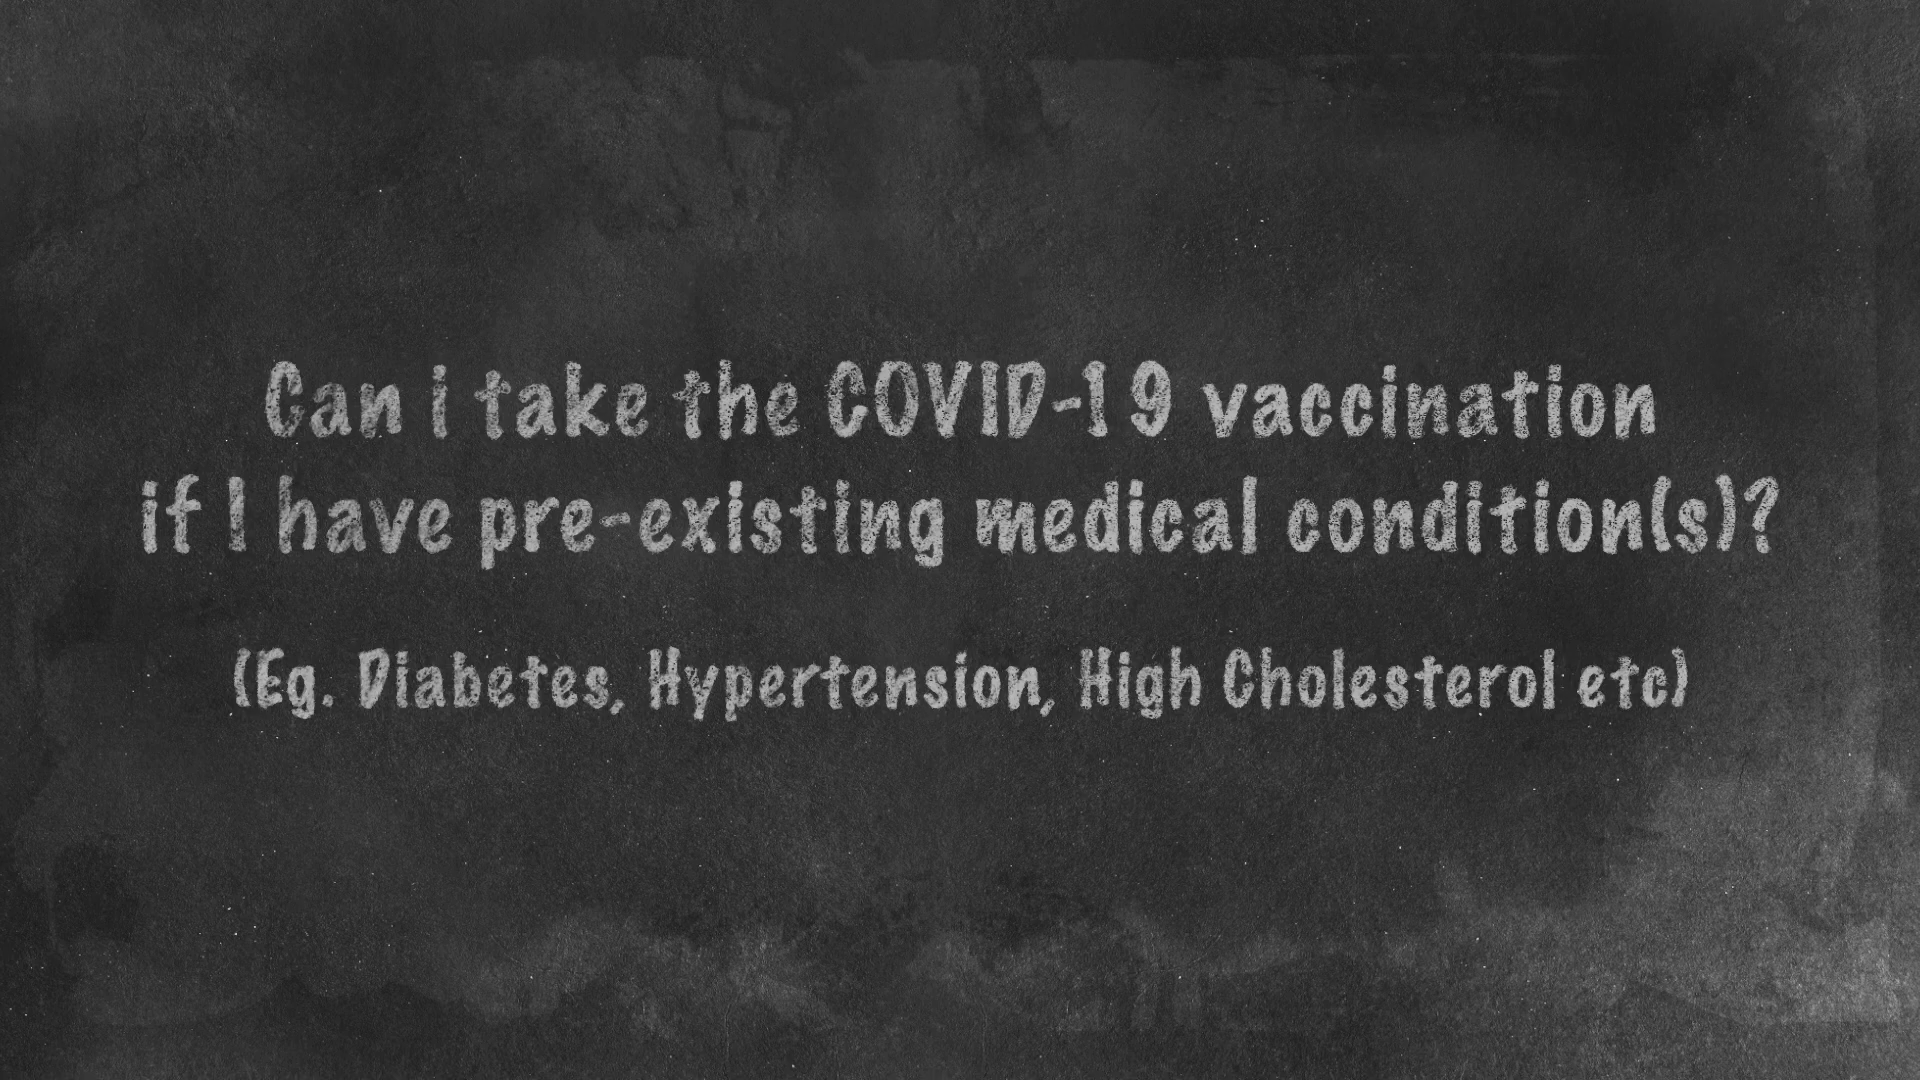 Can i take the COVID-19 vaccination
if I have pre-existing medical condition(s)?
(Eg. Diabetes, Hypertension, High Cholesterol etc)